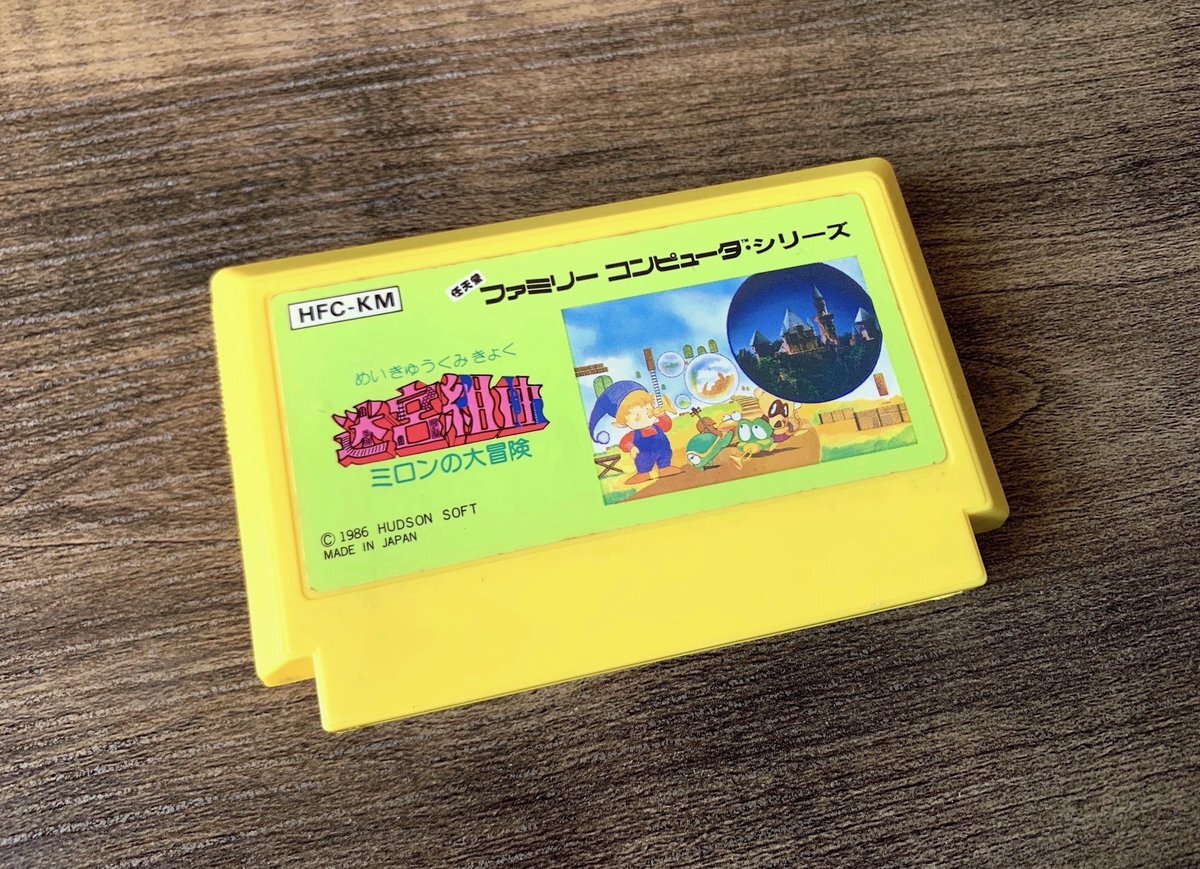 HFC-KM
任天堂 ファミリー コンピュータ・シリーズ
めいきゅうくみきょく
迷宮組曲
ミロンの大冒険
© 1986 HUDSON SOFT
MADE IN JAPAN